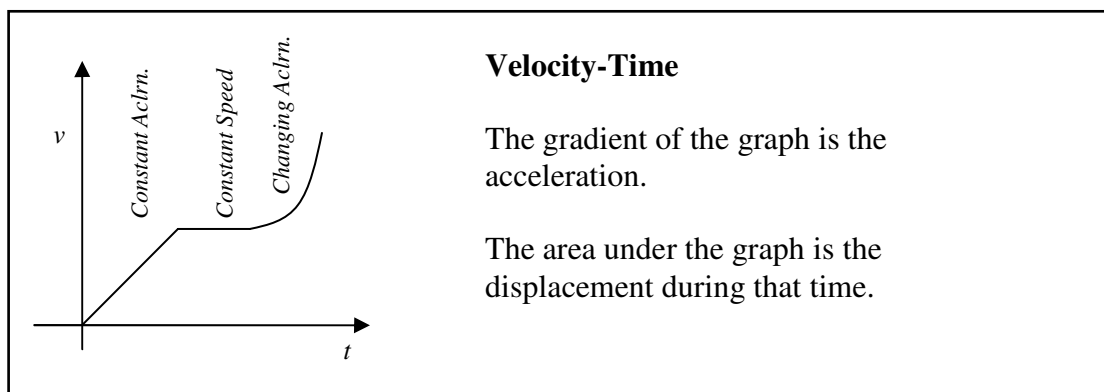 Constant Aclrn.
Constant Speed
Changing Aclrn.
v
t
Velocity-Time
The gradient of the graph is the
acceleration.
The area under the graph is the
displacement during that time.